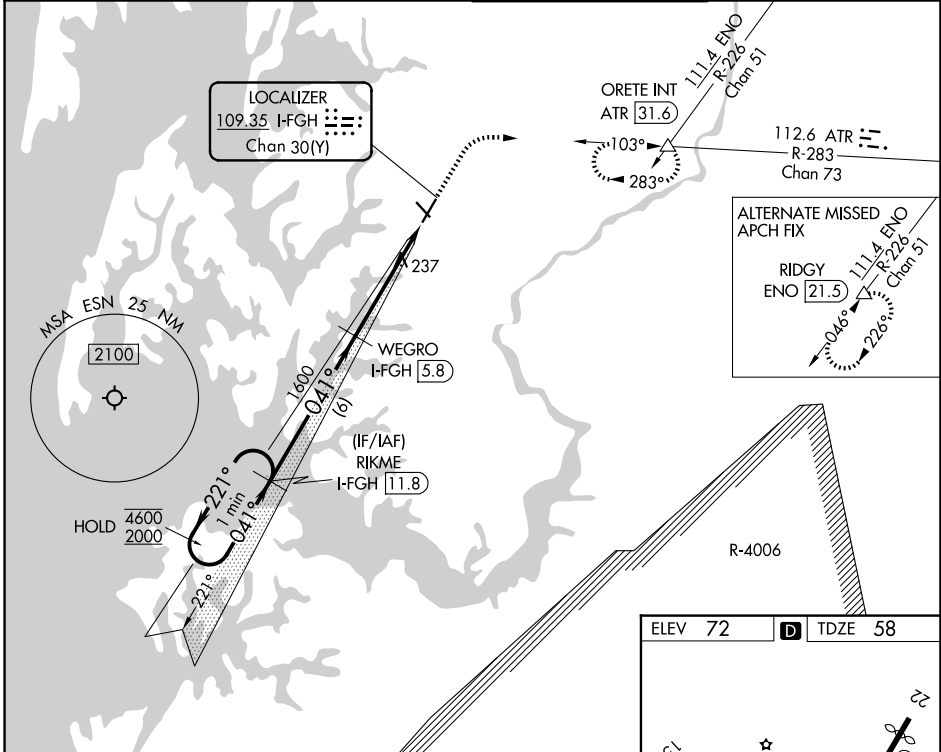 LOCALIZER
109.35 I-FGH
Chan 30(Y)
111.4 ENO
R-226
Chan 51
ORETE INT
ATR 31.6
103°
283°
112.6 ATR
R-283
Chan 73
ALTERNATE MISSED
APCH FIX
111.4 ENO
R-226
Chan 51
RIDGY
ENO 21.5
046°
226°
237
MSA ESN 25 NM
2100
WEGRO
I-FGH 5.8
1600
041°
(6)
(IF/IAF)
RIKME
I-FGH 11.8
221°
1 min
041°
HOLD 4600
2000
221°
R-4006
ELEV 72 D TDZE 58
22